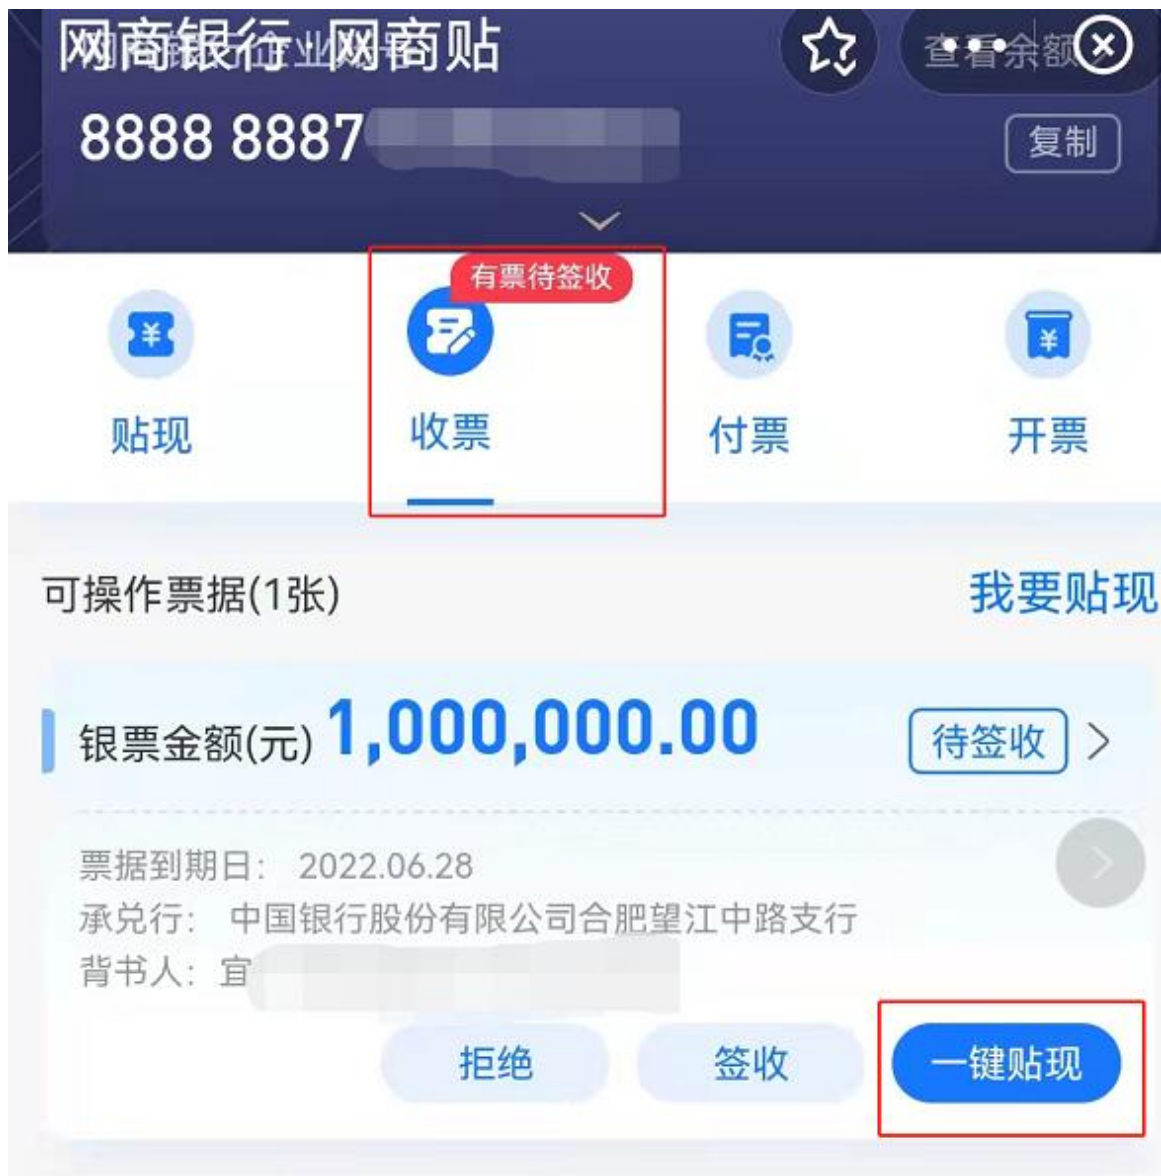 网商银行·网商贴
查看余额
8888 8887
复制
有票待签收
贴现
收票
付票
开票
可操作票据(1张)
我要贴现
银票金额(元) 1,000,000.00
待签收
票据到期日： 2022.06.28
承兑行： 中国银行股份有限公司合肥望江中路支行
背书人：宜
拒绝
签收
一键贴现